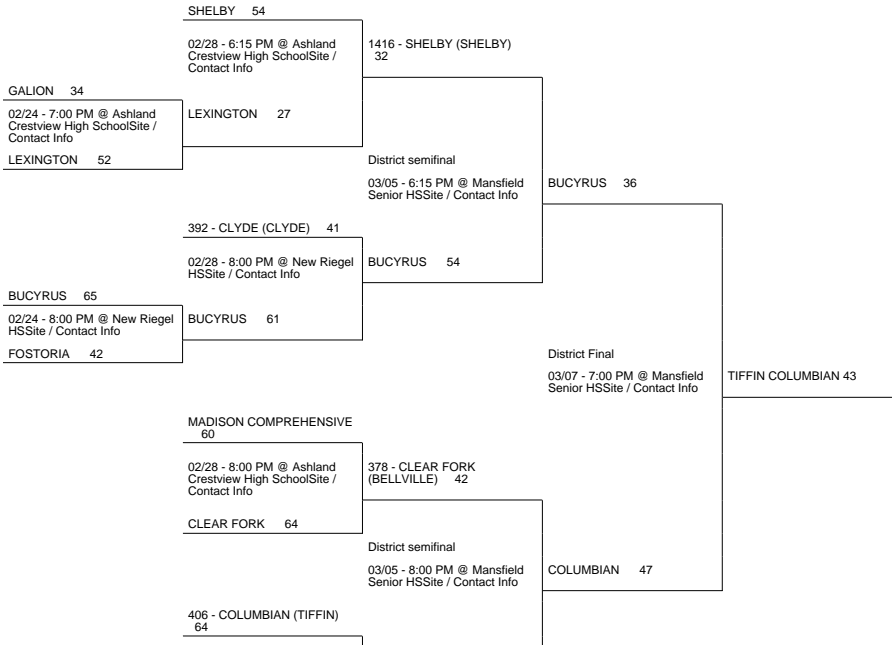 SHELBY 54
02/28 - 6:15 PM @ Ashland
Crestview High SchoolSite /
Contact Info
1416 - SHELBY (SHELBY)
32
GALION 34
02/24 - 7:00 PM @ Ashland
Crestview High SchoolSite /
Contact Info
LEXINGTON 27
LEXINGTON 52
District semifinal
03/05 - 6:15 PM @ Mansfield
Senior HSSite / Contact Info
BUCYRUS 36
392 - CLYDE (CLYDE) 41
02/28 - 8:00 PM @ New Riegel
HSSite / Contact Info
BUCYRUS 54
BUCYRUS 65
02/24 - 8:00 PM @ New Riegel
HSSite / Contact Info
BUCYRUS 61
FOSTORIA 42
District Final
03/07 - 7:00 PM @ Mansfield
Senior HSSite / Contact Info
TIFFIN COLUMBIAN 43
MADISON COMPREHENSIVE
60
02/28 - 8:00 PM @ Ashland
Crestview High SchoolSite /
Contact Info
378 - CLEAR FORK
(BELLVILLE) 42
CLEAR FORK 64
District semifinal
03/05 - 8:00 PM @ Mansfield
Senior HSSite / Contact Info
COLUMBIAN 47
406 - COLUMBIAN (TIFFIN)
64